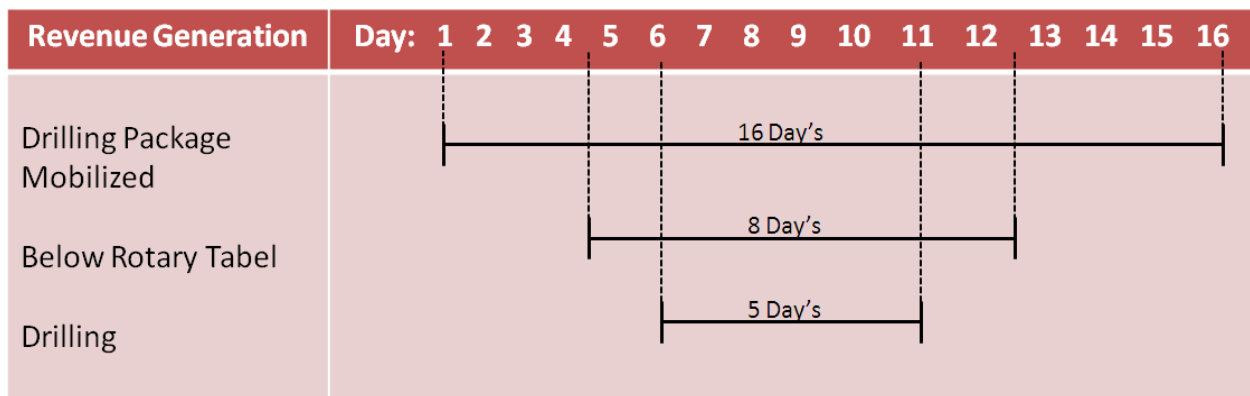 Revenue Generation Day: 1 2 3 4 5 6 7 8 9 10 11 12 13 14 15 16
Drilling Package
Mobilized
16 Day’s
Below Rotary Tabel
8 Day’s
Drilling
5 Day’s